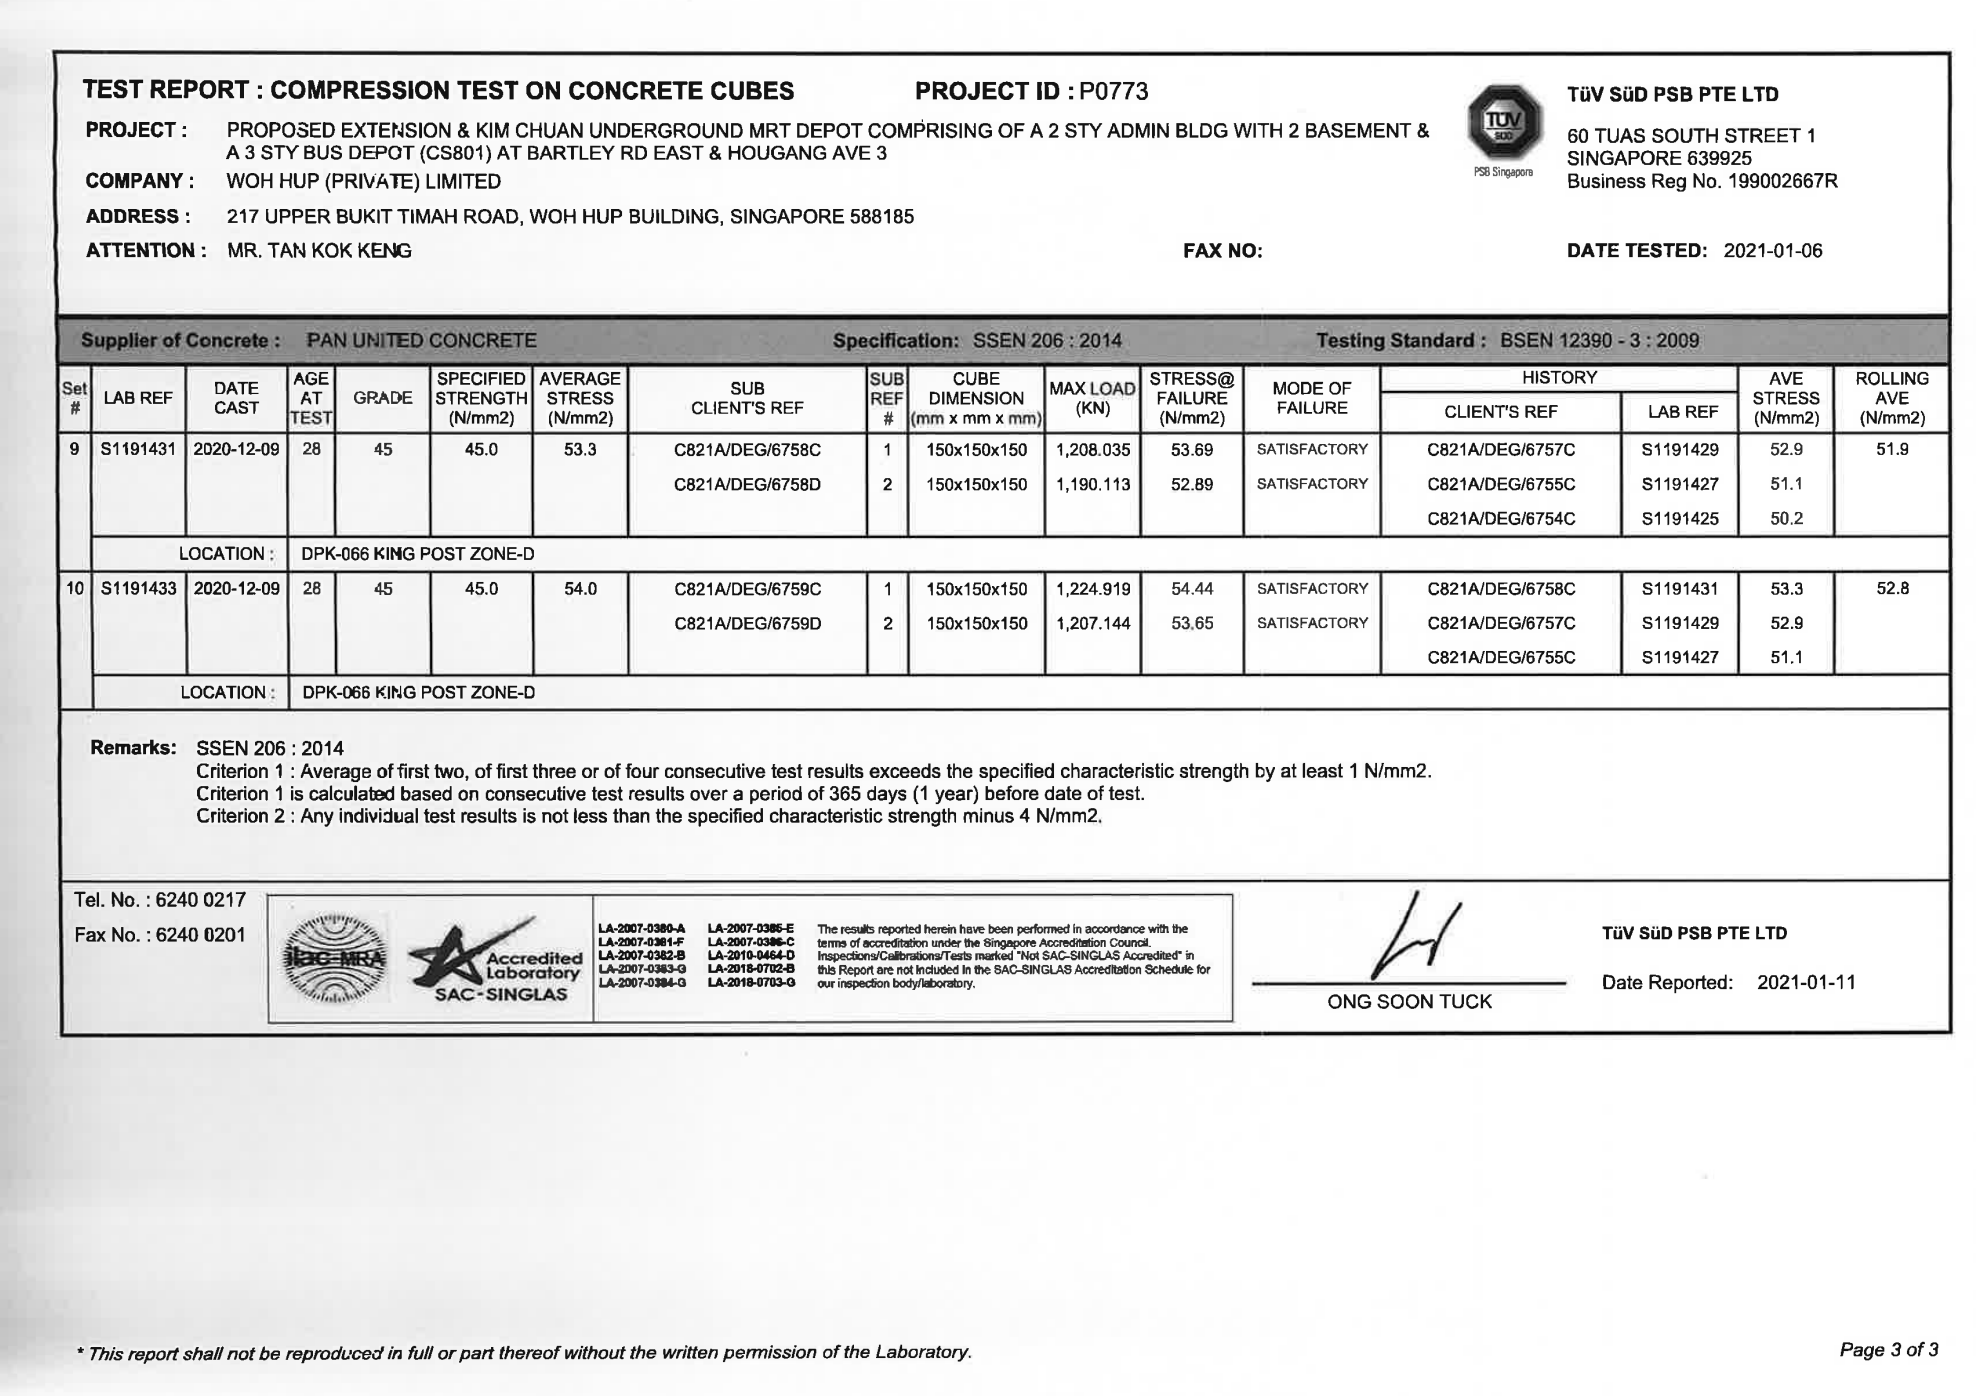 TEST REPORT : COMPRESSION TEST ON CONCRETE CUBES PROJECT ID : P0773
PROJECT : PROPOSED EXTENSION & KIM CHUAN UNDERGROUND MRT DEPOT COMPRISING OF A 2 STY ADMIN BLDG WITH 2 BASEMENT &
A 3 STY BUS DEPOT (CS801) AT BARTLEY RD EAST & HOUGANG AVE 3
COMPANY : WOH HUP (PRIVATE) LIMITED
ADDRESS : 217 UPPER BUKIT TIMAH ROAD, WOH HUP BUILDING, SINGAPORE 588185
ATTENTION : MR. TAN KOK KENG FAX NO:
TÜV
SÜD
PSB Singapore
TüV SüD PSB PTE LTD
60 TUAS SOUTH STREET 1
SINGAPORE 639925
Business Reg No. 199002667R
DATE TESTED: 2021-01-06
Supplier of Concrete : PAN UNITED CONCRETE Specification: SSEN 206 : 2014 Testing Standard : BSEN 12390 - 3 : 2009
Set # LAB REF DATE CAST AGE AT TEST GRADE SPECIFIED STRENGTH (N/mm2) AVERAGE STRESS (N/mm2) SUB CLIENT'S REF SUB REF # CUBE DIMENSION (mm x mm x mm) MAX LOAD (KN) STRESS@ FAILURE (N/mm2) MODE OF FAILURE HISTORY CLIENT'S REF LAB REF AVE STRESS (N/mm2) ROLLING AVE (N/mm2)
9 S1191431 2020-12-09 28 45 45.0 53.3 C821A/DEG/6758C 1 150x150x150 1,208.035 53.69 SATISFACTORY C821A/DEG/6757C S1191429 52.9 51.9
C821A/DEG/6758D 2 150x150x150 1,190.113 52.89 SATISFACTORY C821A/DEG/6755C S1191427 51.1
C821A/DEG/6754C S1191425 50.2
LOCATION : DPK-066 KING POST ZONE-D
10 S1191433 2020-12-09 28 45 45.0 54.0 C821A/DEG/6759C 1 150x150x150 1,224.919 54.44 SATISFACTORY C821A/DEG/6758C S1191431 53.3 52.8
C821A/DEG/6759D 2 150x150x150 1,207.144 53.65 SATISFACTORY C821A/DEG/6757C S1191429 52.9
C821A/DEG/6755C S1191427 51.1
LOCATION : DPK-066 KING POST ZONE-D
Remarks: SSEN 206 : 2014
Criterion 1 : Average of first two, of first three or of four consecutive test results exceeds the specified characteristic strength by at least 1 N/mm2.
Criterion 1 is calculated based on consecutive test results over a period of 365 days (1 year) before date of test.
Criterion 2 : Any individual test results is not less than the specified characteristic strength minus 4 N/mm2.
Tel. No. : 6240 0217
Fax No. : 6240 0201
ilac-MRA
Accredited
Laboratory
SAC-SINGLAS
LA-2007-0380-A LA-2007-0385-E
LA-2007-0381-F LA-2007-0386-C
LA-2007-0382-B LA-2010-0464-D
LA-2007-0383-G LA-2018-0702-B
LA-2007-0384-G LA-2018-0703-G
The results reported herein have been performed in accordance with the
terms of accreditation under the Singapore Accreditation Council.
Inspections/Calibrations/Tests marked "Not SAC-SINGLAS Accredited" in
this Report are not included in the SAC-SINGLAS Accreditation Schedule for
our inspection body/laboratory.
ONG SOON TUCK
TüV SüD PSB PTE LTD
Date Reported: 2021-01-11
* This report shall not be reproduced in full or part thereof without the written permission of the Laboratory.
Page 3 of 3